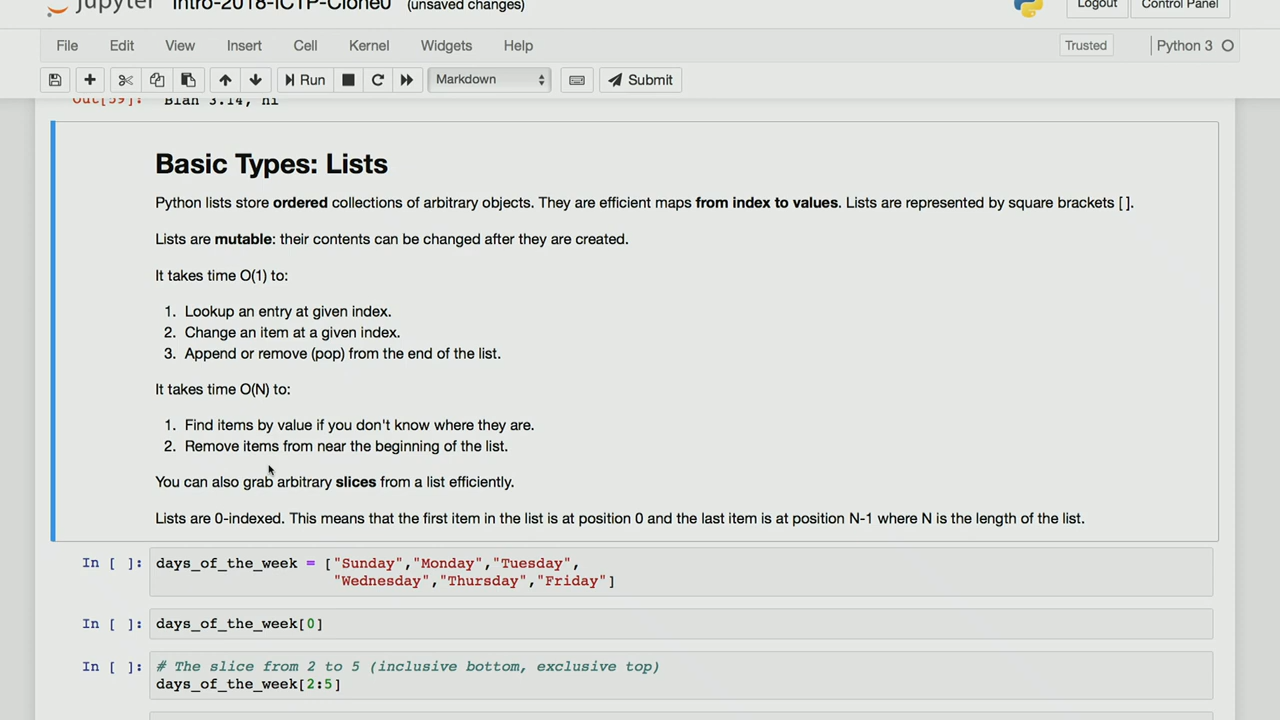 Jupyter Intro-2018-ICTP-Clone0 (unsaved changes) Logout Control Panel
File Edit View Insert Cell Kernel Widgets Help Trusted Python 3
Run Markdown Submit
Out[59]: Blah 3.14, hi
Basic Types: Lists
Python lists store ordered collections of arbitrary objects. They are efficient maps from index to values. Lists are represented by square brackets [ ].
Lists are mutable: their contents can be changed after they are created.
It takes time O(1) to:
1. Lookup an entry at given index.
2. Change an item at a given index.
3. Append or remove (pop) from the end of the list.
It takes time O(N) to:
1. Find items by value if you don't know where they are.
2. Remove items from near the beginning of the list.
You can also grab arbitrary slices from a list efficiently.
Lists are 0-indexed. This means that the first item in the list is at position 0 and the last item is at position N-1 where N is the length of the list.
In [ ]: days_of_the_week = ["Sunday","Monday","Tuesday",
"Wednesday","Thursday","Friday"]
In [ ]: days_of_the_week[0]
In [ ]: # The slice from 2 to 5 (inclusive bottom, exclusive top)
days_of_the_week[2:5]